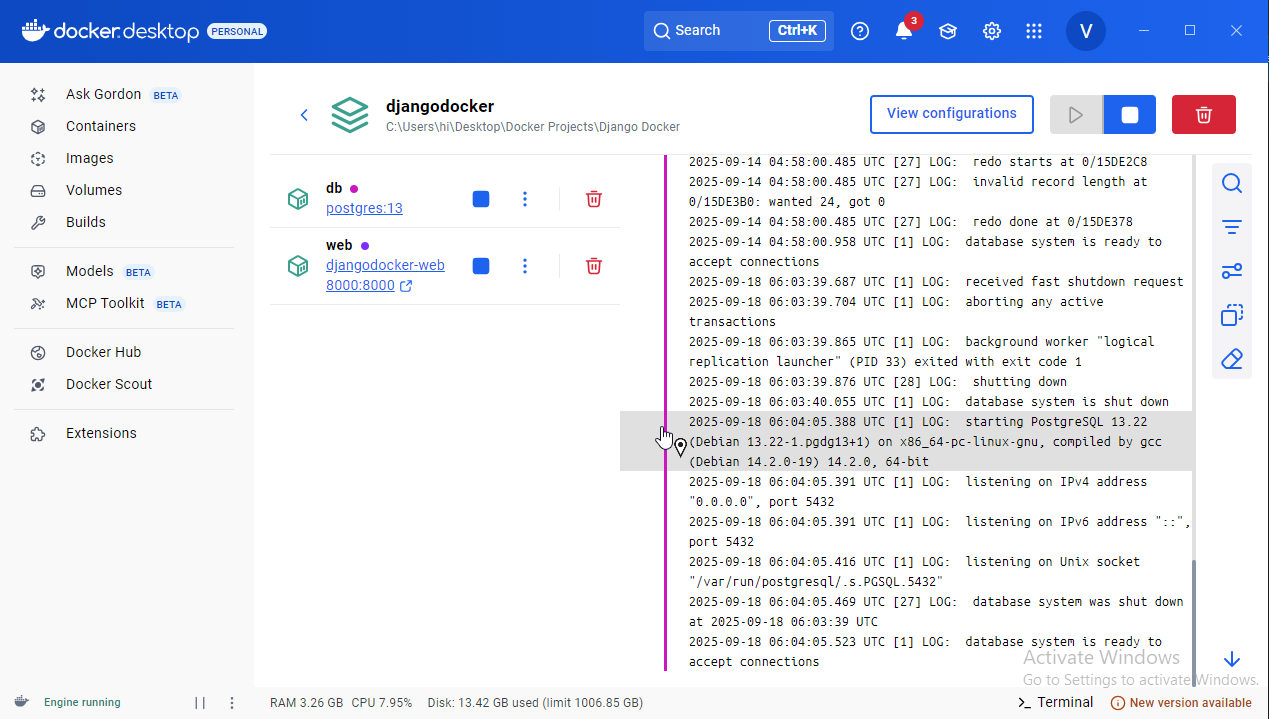 docker.desktop PERSONAL
Search Ctrl+K
3
V
Ask Gordon BETA
Containers
Images
Volumes
Builds
Models BETA
MCP Toolkit BETA
Docker Hub
Docker Scout
Extensions
djangodocker
C:\Users\hi\Desktop\Docker Projects\Django Docker
View configurations
db
postgres:13
web
djangodocker-web
8000:8000
2025-09-14 04:58:00.485 UTC [27] LOG:  redo starts at 0/15DE2C8
2025-09-14 04:58:00.485 UTC [27] LOG:  invalid record length at
0/15DE3B0: wanted 24, got 0
2025-09-14 04:58:00.485 UTC [27] LOG:  redo done at 0/15DE378
2025-09-14 04:58:00.958 UTC [1] LOG:  database system is ready to
accept connections
2025-09-18 06:03:39.687 UTC [1] LOG:  received fast shutdown request
2025-09-18 06:03:39.704 UTC [1] LOG:  aborting any active
transactions
2025-09-18 06:03:39.865 UTC [1] LOG:  background worker "logical
replication launcher" (PID 33) exited with exit code 1
2025-09-18 06:03:39.876 UTC [28] LOG:  shutting down
2025-09-18 06:03:40.055 UTC [1] LOG:  database system is shut down
2025-09-18 06:04:05.388 UTC [1] LOG:  starting PostgreSQL 13.22
(Debian 13.22-1.pgdg13+1) on x86_64-pc-linux-gnu, compiled by gcc
(Debian 14.2.0-19) 14.2.0, 64-bit
2025-09-18 06:04:05.391 UTC [1] LOG:  listening on IPv4 address
"0.0.0.0", port 5432
2025-09-18 06:04:05.391 UTC [1] LOG:  listening on IPv6 address "::",
port 5432
2025-09-18 06:04:05.416 UTC [1] LOG:  listening on Unix socket
"/var/run/postgresql/.s.PGSQL.5432"
2025-09-18 06:04:05.469 UTC [27] LOG:  database system was shut down
at 2025-09-18 06:03:39 UTC
2025-09-18 06:04:05.523 UTC [1] LOG:  database system is ready to
accept connections
Activate Windows
Go to Settings to activate Windows.
Engine running
RAM 3.26 GB CPU 7.95% Disk: 13.42 GB used (limit 1006.85 GB)
Terminal
New version available